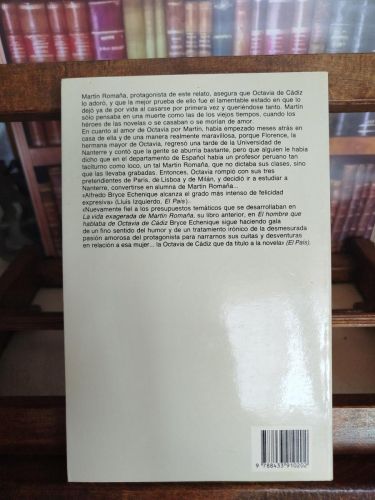 Martín Romaña, protagonista de este relato, asegura que Octavia de Cádiz
lo adoró, y que la mejor prueba de ello fue el lamentable estado en que lo
dejó ya de por vida al casarse por primera vez y queriéndose tanto. Martín
sólo pensaba en una muerte como las de los viejos tiempos, cuando los
héroes de las novelas o se casaban o se morían de amor.
En cuanto al amor de Octavia por Martín, había empezado meses atrás en
casa de ella y de una manera realmente maravillosa, porque Florence, la
hermana mayor de Octavia, regresó una tarde de la Universidad de
Nanterre y contó que la gente se aburría bastante, pero que alguien le había
dicho que en el departamento de Español había un profesor peruano tan
taciturno como loco, un tal Martín Romaña, que no dictaba sus clases, sino
que las llevaba grabadas. Entonces, Octavia rompió con sus tres
pretendientes de París, de Lisboa y de Milán, y decidió ir a estudiar a
Nanterre, convertirse en alumna de Martín Romaña...
«Alfredo Bryce Echenique alcanza el grado más intenso de felicidad
expresiva» (Lluís Izquierdo, El País).
«Nuevamente fiel a los presupuestos temáticos que se desarrollaban en
La vida exagerada de Martín Romaña, su libro anterior, en El hombre que
hablaba de Octavia de Cádiz Bryce Echenique sigue haciendo gala
de un fino sentido del humor y de un tratamiento irónico de la desmesurada
pasión amorosa del protagonista para narrarnos sus cuitas y desventuras
en relación a esa mujer... la Octavia de Cádiz que da título a la novela» (El País).
9 788433 910202